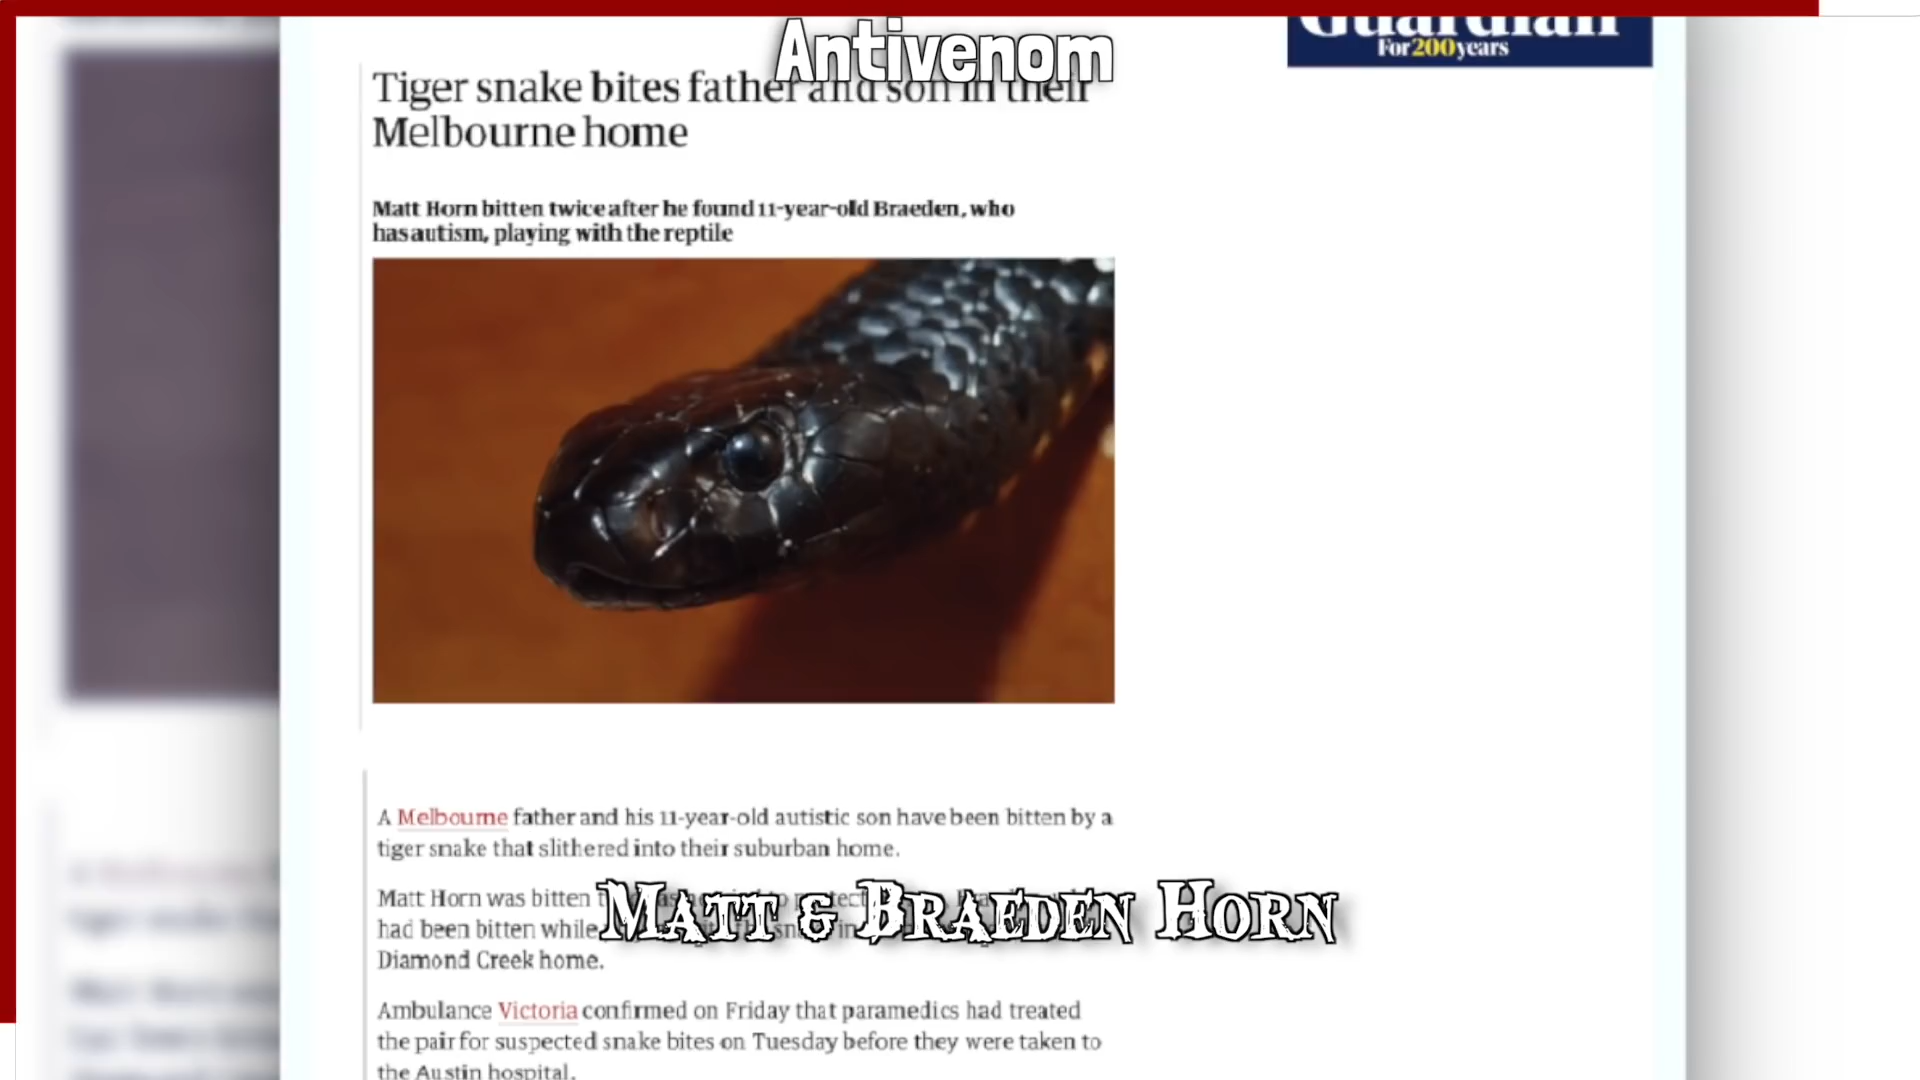 Antivenom
Guardian
For 200 years
Tiger snake bites father and son in their
Melbourne home
Matt Horn bitten twice after he found 11-year-old Braeden, who
has autism, playing with the reptile
A Melbourne father and his 11-year-old autistic son have been bitten by a
tiger snake that slithered into their suburban home.
Matt Horn was bitten
Matt & Braeden Horn
had been bitten while
Diamond Creek home.
Ambulance Victoria confirmed on Friday that paramedics had treated
the pair for suspected snake bites on Tuesday before they were taken to
the Austin hospital.